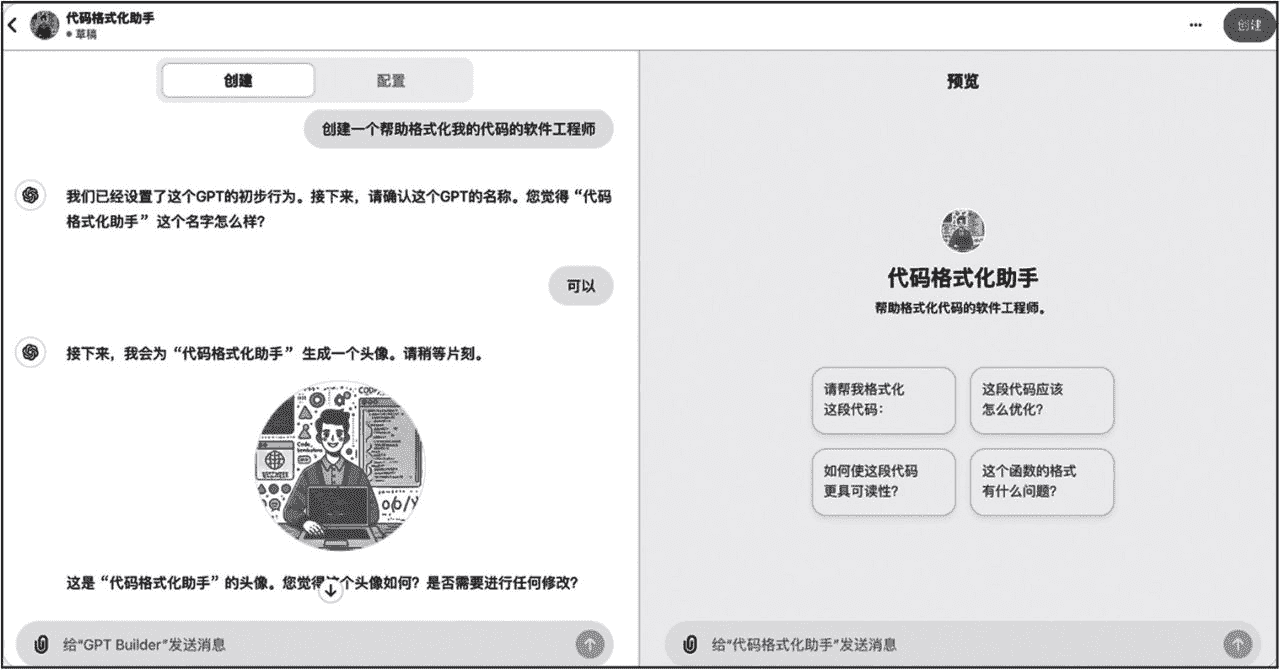 代码格式化助手
草稿
创建
创建
配置
创建一个帮助格式化我的代码的软件工程师
我们已经设置了这个GPT的初步行为。接下来，请确认这个GPT的名称。您觉得“代码
格式化助手”这个名字怎么样？
可以
接下来，我会为“代码格式化助手”生成一个头像。请稍等片刻。
这是“代码格式化助手”的头像。您觉得这个头像如何？是否需要进行任何修改？
给“GPT Builder”发送消息
预览
代码格式化助手
帮助格式化代码的软件工程师。
请帮我格式化
这段代码：
这段代码应该
怎么优化？
如何使这段代码
更具可读性？
这个函数的格式
有什么问题？
给“代码格式化助手”发送消息